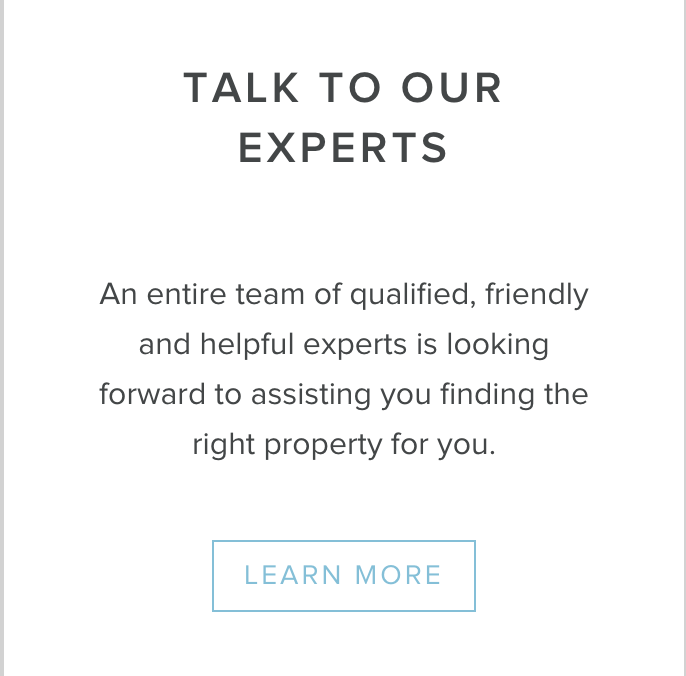 TALK TO OUR
EXPERTS
An entire team of qualified, friendly
and helpful experts is looking
forward to assisting you finding the
right property for you.
LEARN MORE